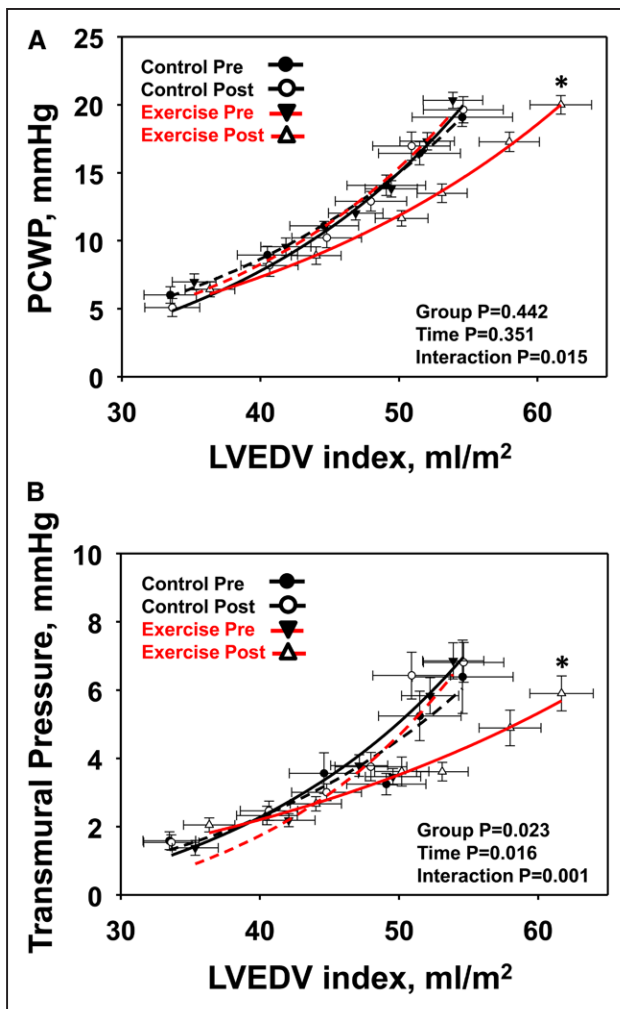 A
PCWP, mmHg
25
20
15
10
5
0
Control Pre
Control Post
Exercise Pre
Exercise Post
*
Group P=0.442
Time P=0.351
Interaction P=0.015
30 40 50 60
LVEDV index, ml/m²
B
Transmural Pressure, mmHg
10
8
6
4
2
0
Control Pre
Control Post
Exercise Pre
Exercise Post
*
Group P=0.023
Time P=0.016
Interaction P=0.001
30 40 50 60
LVEDV index, ml/m²